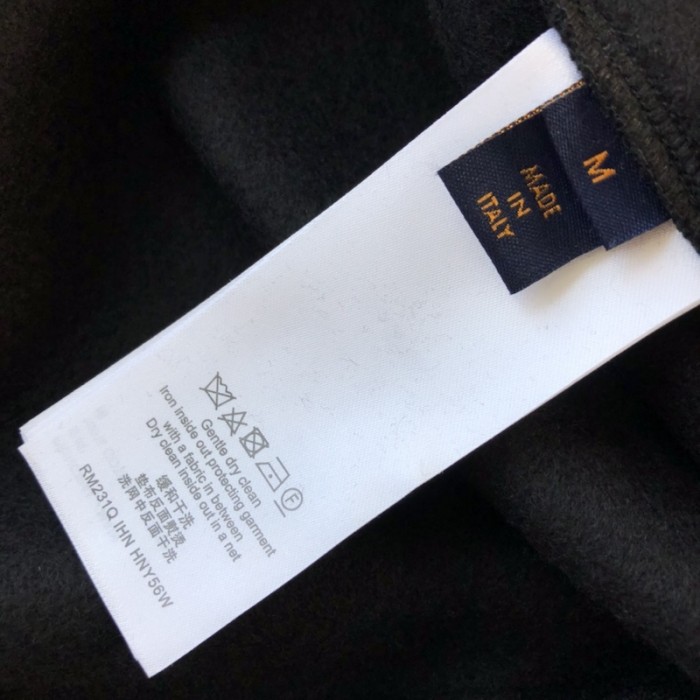 M
MADE
IN
ITALY
Gentle dry clean
Iron inside out protecting garment
with a fabric in between
Dry clean inside out in a net
缓和干洗
垫布反面熨烫
洗网中反面干洗
RM231Q IHN HNY56W